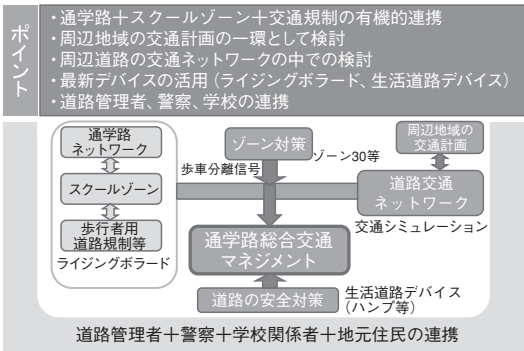 ポイント
・通学路＋スクールゾーン＋交通規制の有機的連携
・周辺地域の交通計画の一環として検討
・周辺道路の交通ネットワークの中での検討
・最新デバイスの活用（ライジングボラード、生活道路デバイス）
・道路管理者、警察、学校の連携
通学路
ネットワーク
スクールゾーン
歩行者用
道路規制等
ライジングボラード
ゾーン対策
ゾーン30等
歩車分離信号
周辺地域の
交通計画
道路交通
ネットワーク
交通シミュレーション
通学路総合交通
マネジメント
道路の安全対策
生活道路デバイス
（ハンプ等）
道路管理者＋警察＋学校関係者＋地元住民の連携